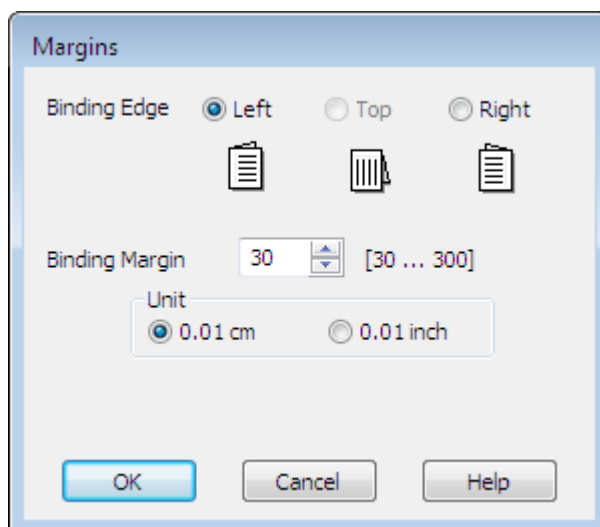 Margins
Binding Edge Left Top Right
Binding Margin 30 [30 ... 300]
Unit
0.01 cm 0.01 inch
OK Cancel Help